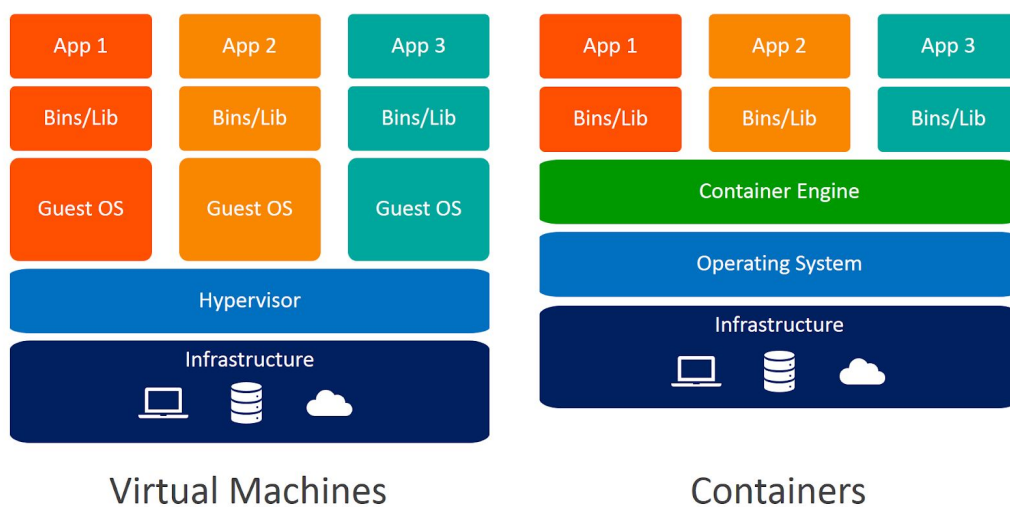 App 1
App 2
App 3
Bins/Lib
Bins/Lib
Bins/Lib
Guest OS
Guest OS
Guest OS
Hypervisor
Infrastructure
Virtual Machines
App 1
App 2
App 3
Bins/Lib
Bins/Lib
Bins/Lib
Container Engine
Operating System
Infrastructure
Containers